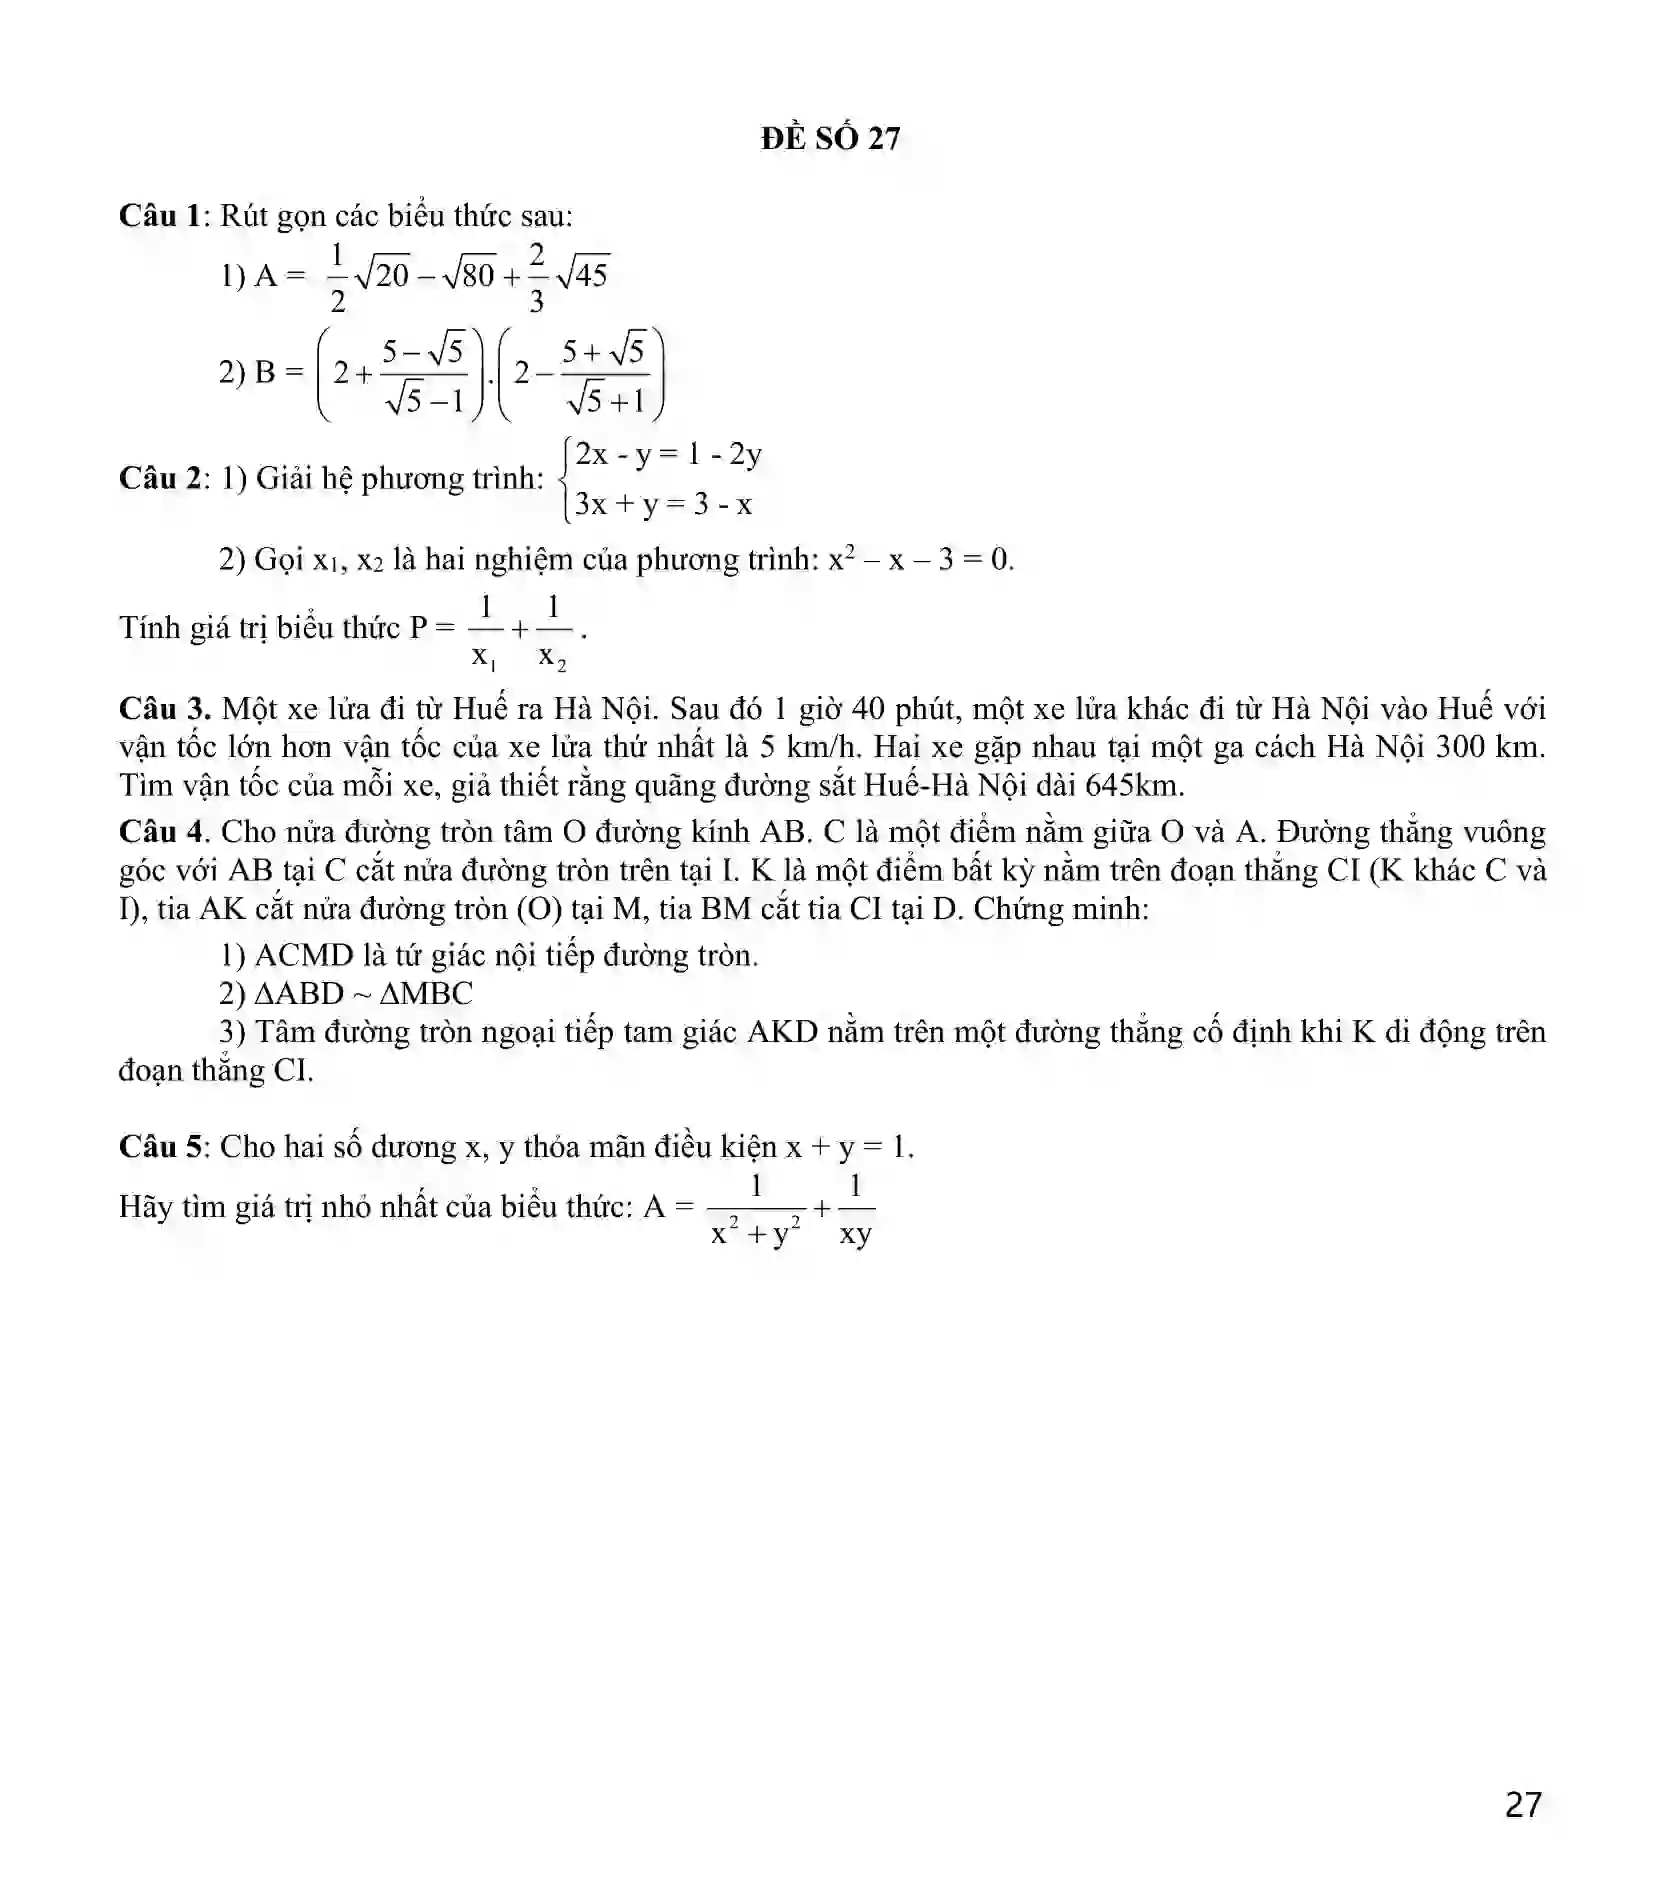 ĐỀ SỐ 27
Câu 1: Rút gọn các biểu thức sau:
1) A = \frac{1}{2}\sqrt{20} - \sqrt{80} + \frac{2}{3}\sqrt{45}
2) B = \left(2 + \frac{5-\sqrt{5}}{\sqrt{5}-1}\right).\left(2 - \frac{5+\sqrt{5}}{\sqrt{5}+1}\right)
Câu 2: 1) Giải hệ phương trình: \begin{cases} 2x - y = 1 - 2y \\ 3x + y = 3 - x \end{cases}
2) Gọi x₁, x₂ là hai nghiệm của phương trình: x² – x – 3 = 0.
Tính giá trị biểu thức P = \frac{1}{x_1} + \frac{1}{x_2}.
Câu 3. Một xe lửa đi từ Huế ra Hà Nội. Sau đó 1 giờ 40 phút, một xe lửa khác đi từ Hà Nội vào Huế với
vận tốc lớn hơn vận tốc của xe lửa thứ nhất là 5 km/h. Hai xe gặp nhau tại một ga cách Hà Nội 300 km.
Tìm vận tốc của mỗi xe, giả thiết rằng quãng đường sắt Huế-Hà Nội dài 645km.
Câu 4. Cho nửa đường tròn tâm O đường kính AB. C là một điểm nằm giữa O và A. Đường thẳng vuông
góc với AB tại C cắt nửa đường tròn trên tại I. K là một điểm bất kỳ nằm trên đoạn thẳng CI (K khác C và
I), tia AK cắt nửa đường tròn (O) tại M, tia BM cắt tia CI tại D. Chứng minh:
1) ACMD là tứ giác nội tiếp đường tròn.
2) ∆ABD ~ ∆MBC
3) Tâm đường tròn ngoại tiếp tam giác AKD nằm trên một đường thẳng cố định khi K di động trên
đoạn thẳng CI.
Câu 5: Cho hai số dương x, y thỏa mãn điều kiện x + y = 1.
Hãy tìm giá trị nhỏ nhất của biểu thức: A = \frac{1}{x^2 + y^2} + \frac{1}{xy}
27